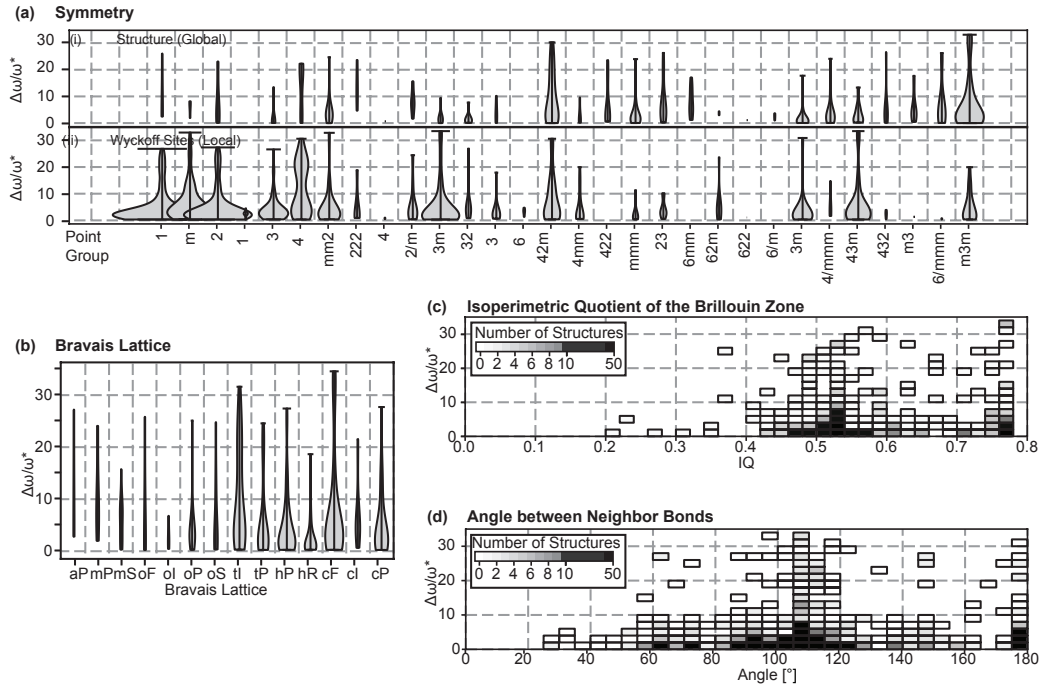 (a) Symmetry
(i) Structure (Global)
30
20
10
0
Δω/ω*
(ii) Wyckoff Sites (Local)
30
20
10
0
Δω/ω*
Point Group
1 m 2 1 3 4 mm2 222 4 2/m 3m 32 3 6 42m 4mm 422 mmm 23 6mm 62m 622 6/m 3m 4/mmm 43m 432 m3 6/mmm m3m
(b) Bravais Lattice
30
20
10
0
Δω/ω*
aP mP mS oF oI oP oS tI tP hP hR cF cI cP
Bravais Lattice
(c) Isoperimetric Quotient of the Brillouin Zone
Number of Structures
0 2 4 6 8 10 50
30
20
10
0
Δω/ω*
0.0 0.1 0.2 0.3 0.4 0.5 0.6 0.7 0.8
IQ
(d) Angle between Neighbor Bonds
Number of Structures
0 2 4 6 8 10 50
30
20
10
0
Δω/ω*
0 20 40 60 80 100 120 140 160 180
Angle [°]